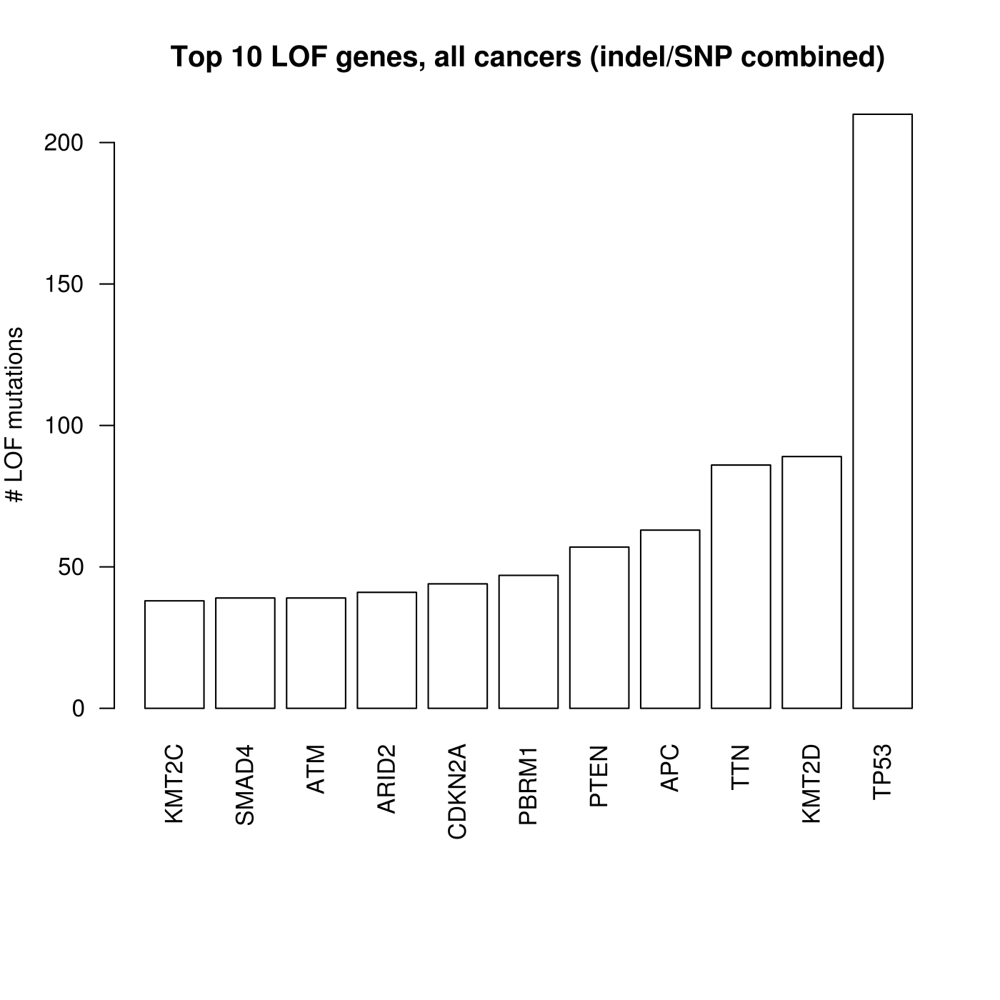 Top 10 LOF genes, all cancers (indel/SNP combined)
# LOF mutations
200
150
100
50
0
KMT2C
SMAD4
ATM
ARID2
CDKN2A
PBRM1
PTEN
APC
TTN
KMT2D
TP53